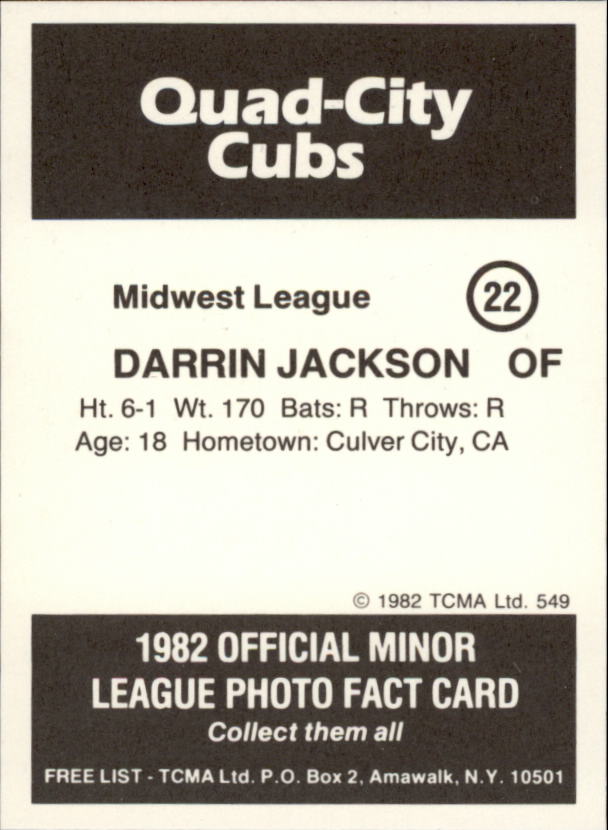 Quad-City
Cubs
Midwest League 22
DARRIN JACKSON OF
Ht. 6-1 Wt. 170 Bats: R Throws: R
Age: 18 Hometown: Culver City, CA
© 1982 TCMA Ltd. 549
1982 OFFICIAL MINOR
LEAGUE PHOTO FACT CARD
Collect them all
FREE LIST - TCMA Ltd. P.O. Box 2, Amawalk, N.Y. 10501